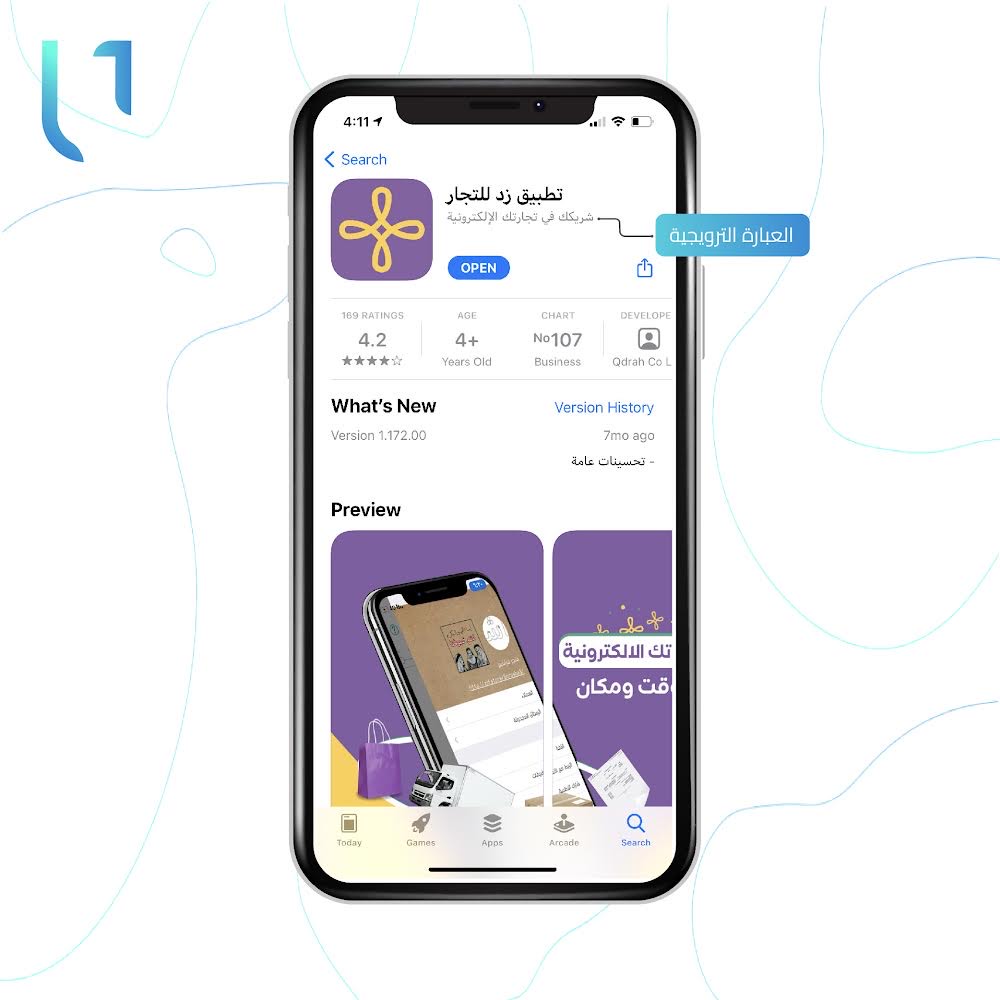 4:11
Search
تطبيق زد للتجار
شريكك في تجارتك الإلكترونية
العبارة الترويجية
OPEN
169 RATINGS
4.2
AGE
4+
Years Old
CHART
No107
Business
DEVELOPE
Qdrah Co L
What's New
Version History
Version 1.172.00
7mo ago
- تحسينات عامة
Preview
تك الالكترونية
وقت ومكان
Today
Games
Apps
Arcade
Search